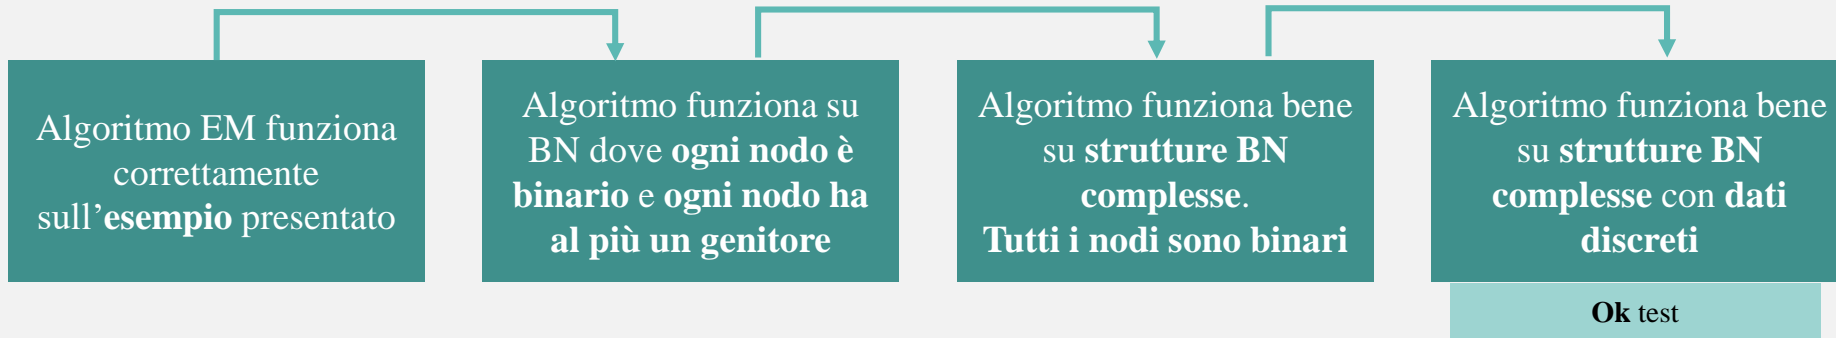 Algoritmo EM funziona
correttamente
sull’esempio presentato
Algoritmo funziona su
BN dove ogni nodo è
binario e ogni nodo ha
al più un genitore
Algoritmo funziona bene
su strutture BN
complesse.
Tutti i nodi sono binari
Algoritmo funziona bene
su strutture BN
complesse con dati
discreti
Ok test